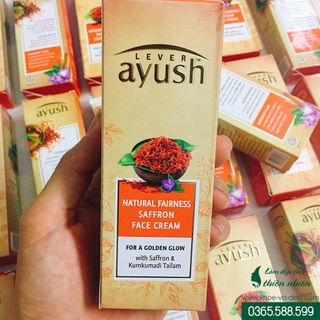 LEVER
ayush
NATURAL FAIRNESS
SAFFRON
FACE CREAM
FOR A GOLDEN GLOW
with Saffron &
Kumkumadi Tailam
ayush
ayush
Làm đẹp từ
thiên nhiên
www.khoe-va-dep.com
0365.588.599